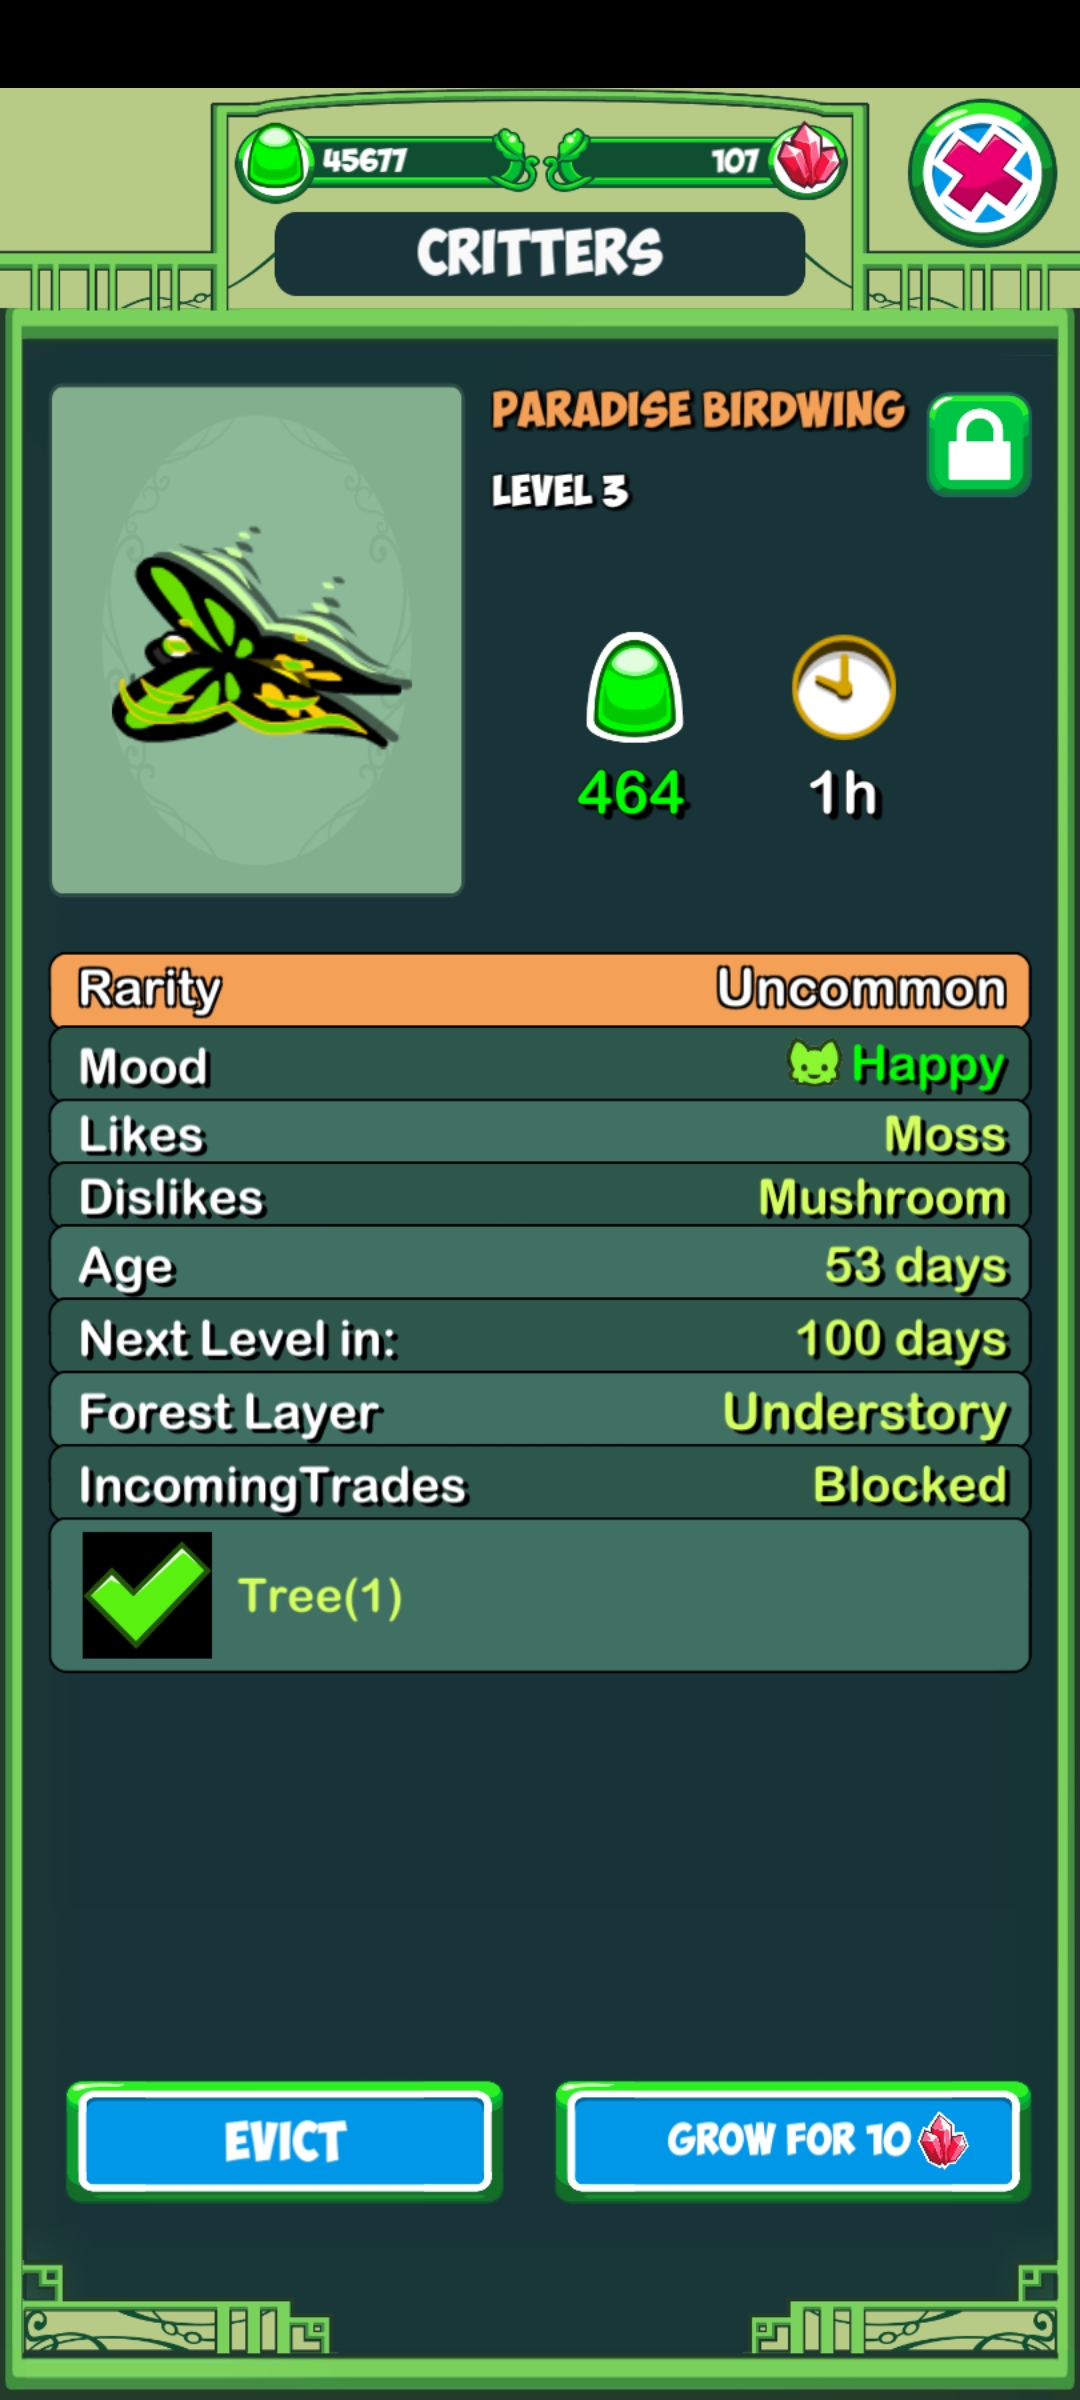 45677
107
CRITTERS
PARADISE BIRDWING
LEVEL 3
464
1h
Rarity Uncommon
Mood Happy
Likes Moss
Dislikes Mushroom
Age 53 days
Next Level in: 100 days
Forest Layer Understory
IncomingTrades Blocked
Tree(1)
EVICT
GROW FOR 10